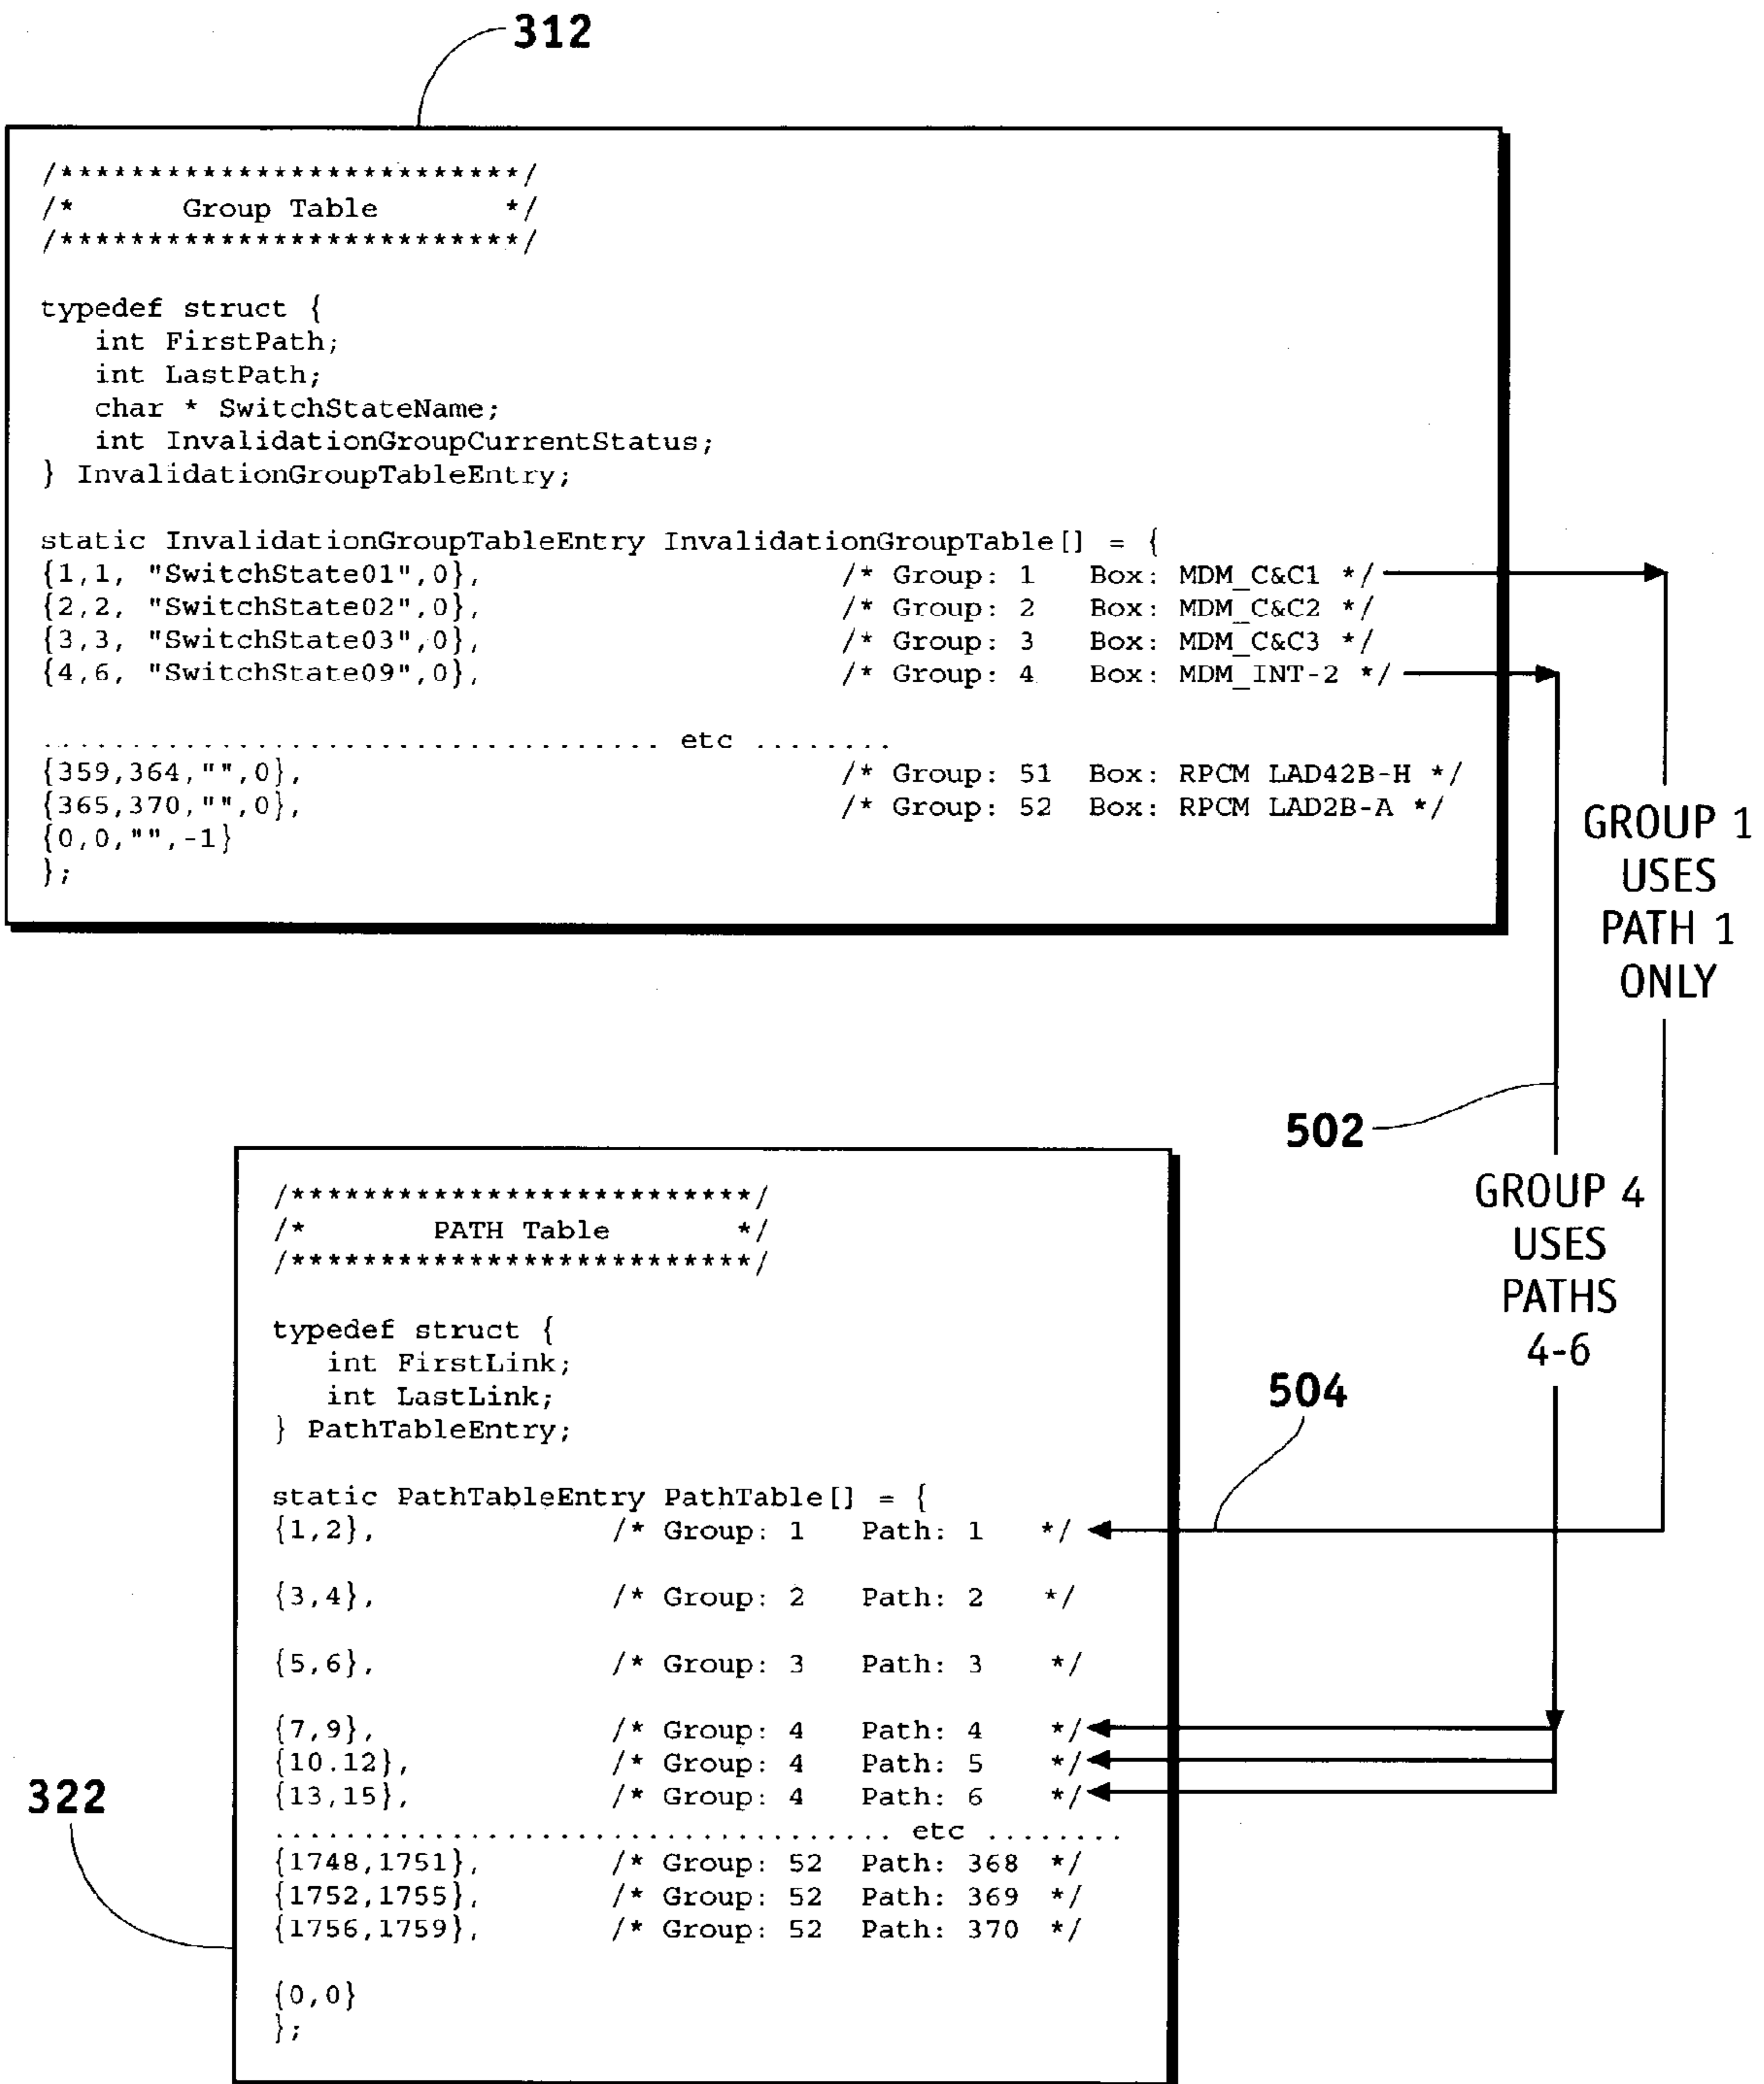 312
/**************************/
/*      Group Table       */
/**************************/
typedef struct {
   int FirstPath;
   int LastPath;
   char * SwitchStateName;
   int InvalidationGroupCurrentStatus;
} InvalidationGroupTableEntry;
static InvalidationGroupTableEntry InvalidationGroupTable[] = {
{1,1, "SwitchState01",0},                    /* Group: 1   Box: MDM_C&C1 */
{2,2, "SwitchState02",0},                    /* Group: 2   Box: MDM_C&C2 */
{3,3, "SwitchState03",0},                    /* Group: 3   Box: MDM_C&C3 */
{4,6, "SwitchState09",0},                    /* Group: 4   Box: MDM_INT-2 */
.................................. etc ........
{359,364,"",0},                              /* Group: 51  Box: RPCM LAD42B-H */
{365,370,"",0},                              /* Group: 52  Box: RPCM LAD2B-A */
{0,0,"",-1}
};
GROUP 1
USES
PATH 1
ONLY
502
GROUP 4
USES
PATHS
4-6
/**************************/
/*        PATH Table      */
/**************************/
typedef struct {
   int FirstLink;
   int LastLink;
} PathTableEntry;
504
static PathTableEntry PathTable[] = {
{1,2},             /* Group: 1   Path: 1   */
{3,4},             /* Group: 2   Path: 2   */
{5,6},             /* Group: 3   Path: 3   */
{7,9},             /* Group: 4   Path: 4   */
{10.12},           /* Group: 4   Path: 5   */
{13,15},           /* Group: 4   Path: 6   */
322
.................................. etc ........
{1748,1751},       /* Group: 52  Path: 368  */
{1752,1755},       /* Group: 52  Path: 369  */
{1756,1759},       /* Group: 52  Path: 370  */
{0,0}
};